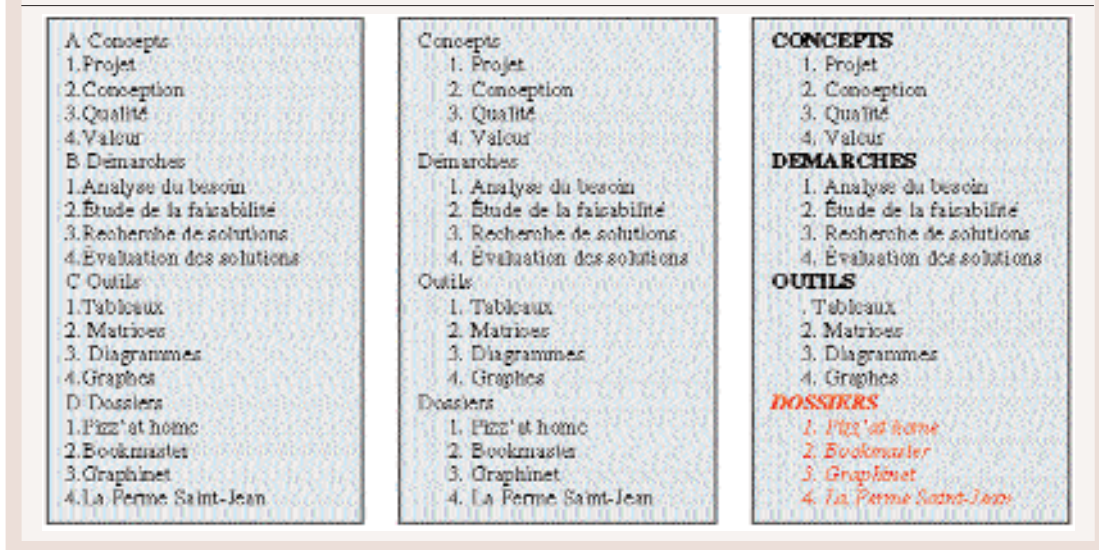 A Concepts
1.Projet
2.Conception
3.Qualité
4.Valeur
B Démarches
1.Analyse du besoin
2.Étude de la faisabilité
3.Recherche de solutions
4.Évaluation des solutions
C Outils
1.Tableaux
2. Matrices
3. Diagrammes
4.Graphes
D Dossiers
1.Pizz'at home
2.Bookmaster
3.Graphinet
4.La Ferme Saint-Jean
Concepts
1. Projet
2. Conception
3. Qualité
4. Valeur
Démarches
1. Analyse du besoin
2. Étude de la faisabilité
3. Recherche de solutions
4. Évaluation des solutions
Outils
1. Tableaux
2. Matrices
3. Diagrammes
4. Graphes
Dossiers
1. Pizz'at home
2. Bookmaster
3. Graphinet
4. La Ferme Saint-Jean
CONCEPTS
1. Projet
2. Conception
3. Qualité
4. Valeur
DEMARCHES
1. Analyse du besoin
2. Étude de la faisabilité
3. Recherche de solutions
4. Évaluation des solutions
OUTILS
. Tableaux
2. Matrices
3. Diagrammes
4. Graphes
DOSSIERS
1. Pizz'at home
2. Bookmaster
3. Graphinet
4. La Ferme Saint-Jean